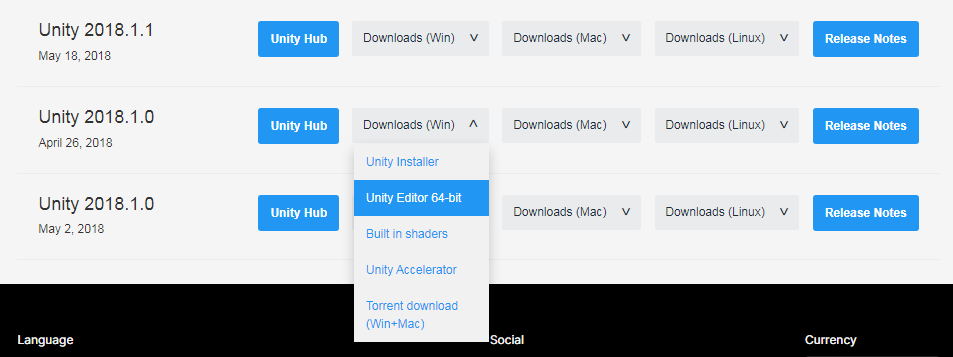 Unity 2018.1.1
May 18, 2018
Unity Hub
Downloads (Win)
Downloads (Mac)
Downloads (Linux)
Release Notes
Unity 2018.1.0
April 26, 2018
Unity Hub
Downloads (Win)
Downloads (Mac)
Downloads (Linux)
Release Notes
Unity Installer
Unity Editor 64-bit
Built in shaders
Unity Accelerator
Torrent download
(Win+Mac)
Unity 2018.1.0
May 2, 2018
Unity Hub
Downloads (Mac)
Downloads (Linux)
Release Notes
Language
Social
Currency